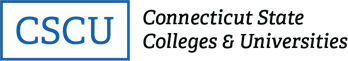 CSCU
Connecticut State
Colleges & Universities